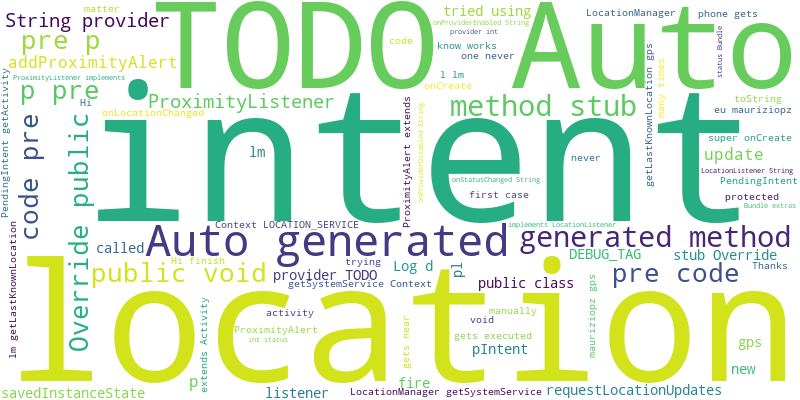 matter
String provider
TODO
Auto
tried using
onProviderEnabled String
LocationManager
phone gets
pre p
code
know works
provider int
one never
status Bundle
addProximityAlert
ProximityListener implements
l lm
p pre
Hi
ProximityListener
onCreate
method stub
many times
toString
eu mauriziopz
onLocationChanged
intent
PendingIntent getActivity
code pre
Override public
lm
ProximityAlert extends
onProviderDisabled String
never
getLastKnownLocation gps
super onCreate
update
LocationListener String
onStatusChanged String
PendingIntent
first case
protected
Bundle extras
Context LOCATION_SERVICE
implements LocationListener
Auto generated
generated method
lm getLastKnownLocation
called
Hi finish
trying
Log d
pl
DEBUG_TAG
stub Override
public void
provider TODO
Thanks
getSystemService Context
public class
pre code
location
extends Activity
activity
manually
void
ProximityAlert
int status
gets near
gets executed
mauriziopz gps
pIntent
gps
new
p
fire
savedInstanceState
listener
LocationManager getSystemService
requestLocationUpdates